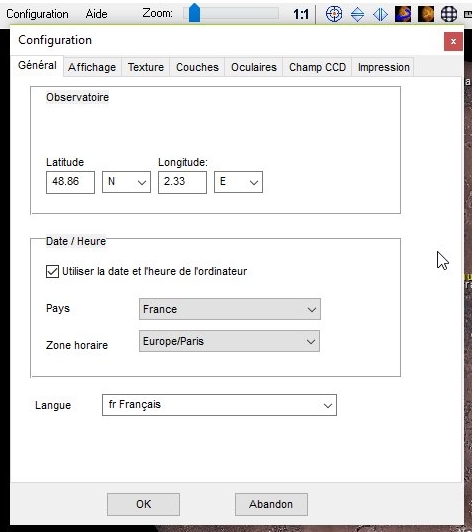 Configuration Aide Zoom: 1:1
Configuration x
Général Affichage Texture Couches Oculaires Champ CCD Impression
Observatoire
Latitude Longitude:
48.86 N 2.33 E
Date / Heure
Utiliser la date et l'heure de l'ordinateur
Pays France
Zone horaire Europe/Paris
Langue fr Français
OK Abandon